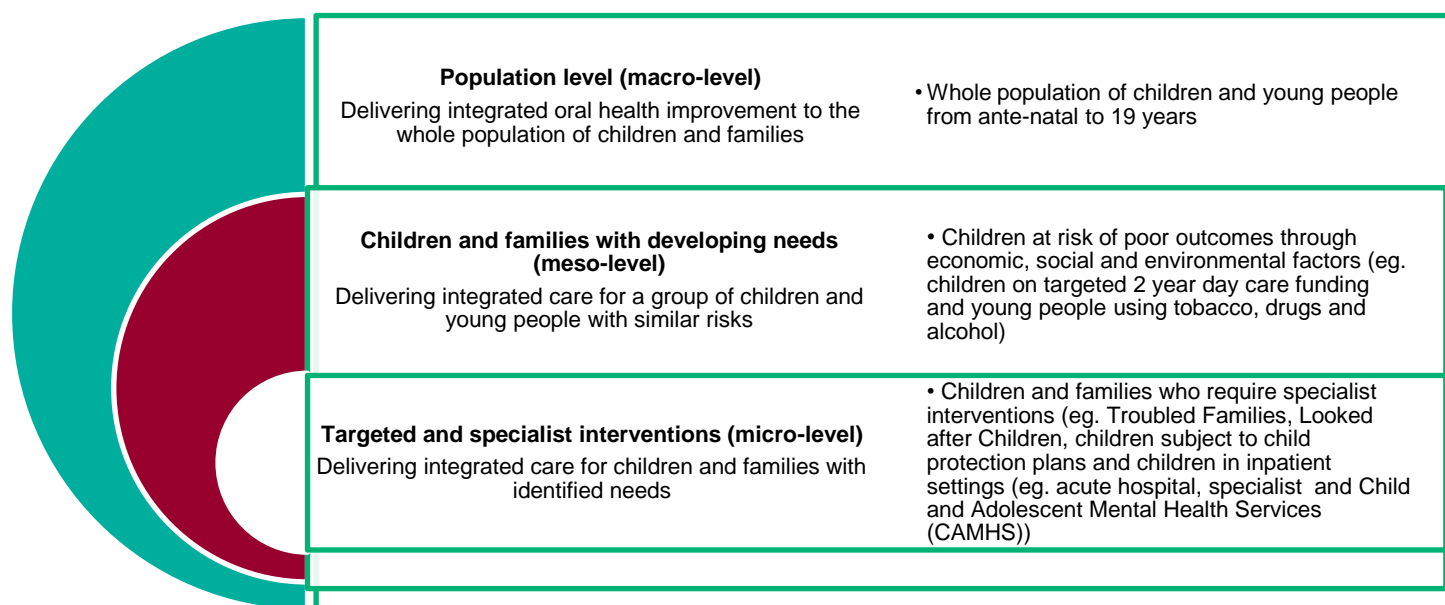 Population level (macro-level)
Delivering integrated oral health improvement to the
whole population of children and families
• Whole population of children and young people
from ante-natal to 19 years
Children and families with developing needs
(meso-level)
Delivering integrated care for a group of children and
young people with similar risks
• Children at risk of poor outcomes through
economic, social and environmental factors (eg.
children on targeted 2 year day care funding
and young people using tobacco, drugs and
alcohol)
Targeted and specialist interventions (micro-level)
Delivering integrated care for children and families with
identified needs
• Children and families who require specialist
interventions (eg. Troubled Families, Looked
after Children, children subject to child
protection plans and children in inpatient
settings (eg. acute hospital, specialist and Child
and Adolescent Mental Health Services
(CAMHS))